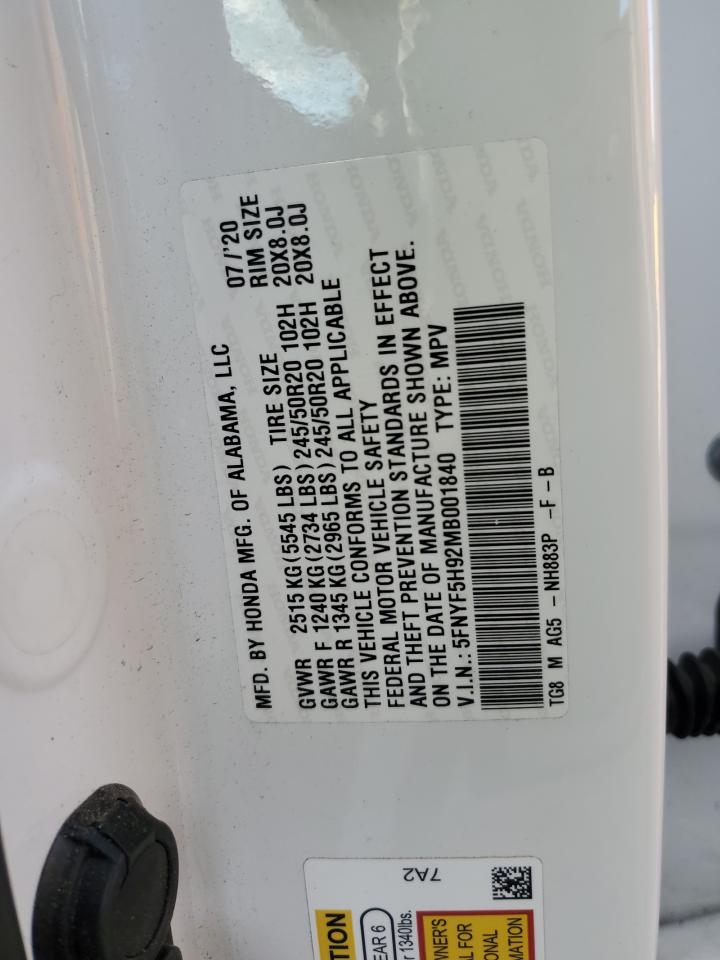 MFD. BY HONDA MFG. OF ALABAMA, LLC 07/'20
GVWR 2515 KG(5545 LBS) TIRE SIZE RIM SIZE
GAWR F 1240 KG(2734 LBS)245/50R20 102H 20X8.0J
GAWR R 1345 KG(2965 LBS)245/50R20 102H 20X8.0J
THIS VEHICLE CONFORMS TO ALL APPLICABLE
FEDERAL MOTOR VEHICLE SAFETY
AND THEFT PREVENTION STANDARDS IN EFFECT
ON THE DATE OF MANUFACTURE SHOWN ABOVE.
V.I.N.: 5FNYF5H92MB001840 TYPE: MPV
TG8 M AG5 - NH883P -F - B
7A2
TION
EAR 6
r 1340lbs.
WNER'S
AL FOR
ONAL
MATION